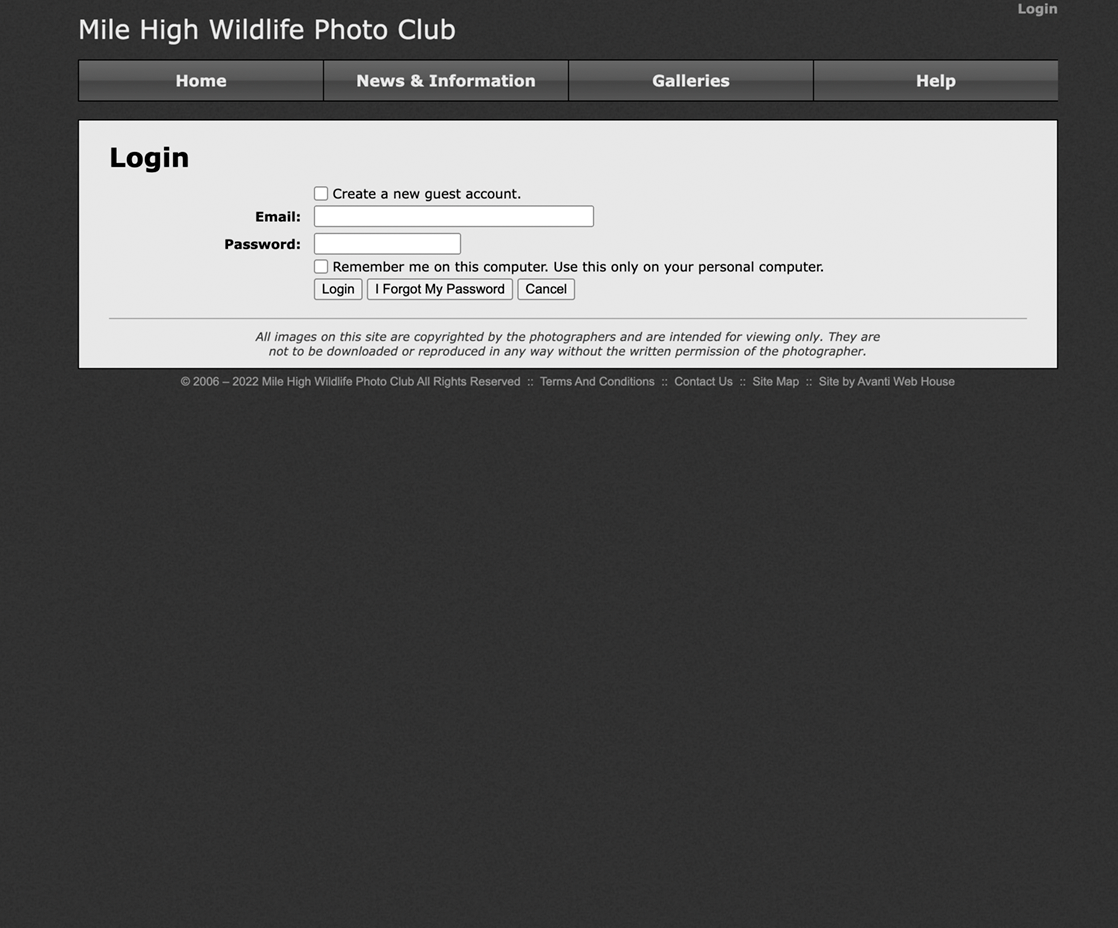 Login
Mile High Wildlife Photo Club
Home News & Information Galleries Help
Login
Create a new guest account.
Email:
Password:
Remember me on this computer. Use this only on your personal computer.
Login I Forgot My Password Cancel
All images on this site are copyrighted by the photographers and are intended for viewing only. They are
not to be downloaded or reproduced in any way without the written permission of the photographer.
© 2006 – 2022 Mile High Wildlife Photo Club All Rights Reserved :: Terms And Conditions :: Contact Us :: Site Map :: Site by Avanti Web House